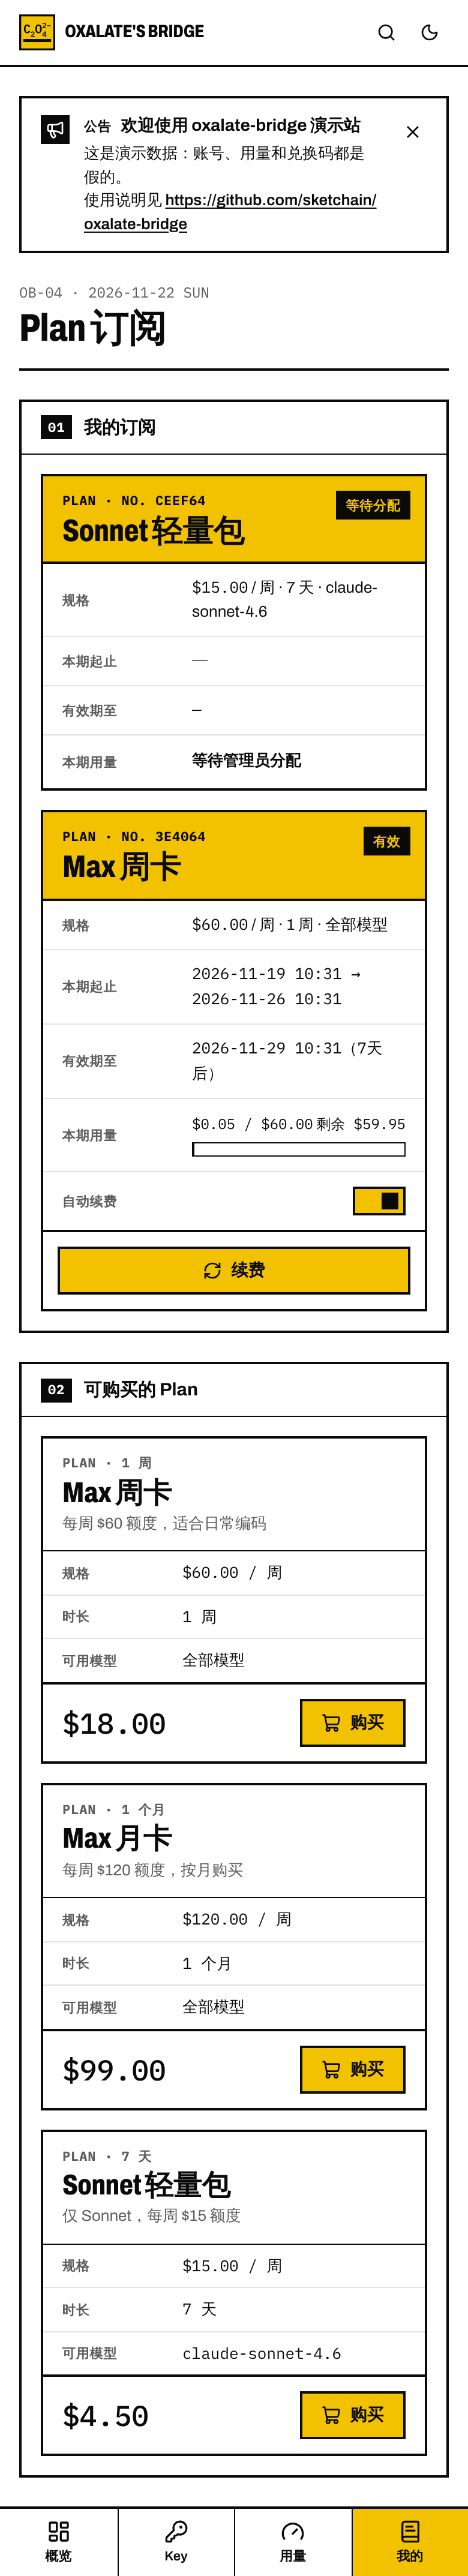 C₂O₄²⁻ OXALATE'S BRIDGE
公告 欢迎使用 oxalate-bridge 演示站
这是演示数据：账号、用量和兑换码都是
假的。
使用说明见 https://github.com/sketchain/
oxalate-bridge
OB-04 · 2026-11-22 SUN
Plan 订阅
01 我的订阅
PLAN · NO. CEEF64
等待分配
Sonnet 轻量包
规格 $15.00 / 周 · 7 天 · claude-
sonnet-4.6
本期起止 —
有效期至 —
本期用量 等待管理员分配
PLAN · NO. 3E4064
有效
Max 周卡
规格 $60.00 / 周 · 1 周 · 全部模型
本期起止 2026-11-19 10:31 →
2026-11-26 10:31
有效期至 2026-11-29 10:31（7天
后）
本期用量 $0.05 / $60.00 剩余 $59.95
自动续费
续费
02 可购买的 Plan
PLAN · 1 周
Max 周卡
每周 $60 额度，适合日常编码
规格 $60.00 / 周
时长 1 周
可用模型 全部模型
$18.00 购买
PLAN · 1 个月
Max 月卡
每周 $120 额度，按月购买
规格 $120.00 / 周
时长 1 个月
可用模型 全部模型
$99.00 购买
PLAN · 7 天
Sonnet 轻量包
仅 Sonnet，每周 $15 额度
规格 $15.00 / 周
时长 7 天
可用模型 claude-sonnet-4.6
$4.50 购买
概览 Key 用量 我的